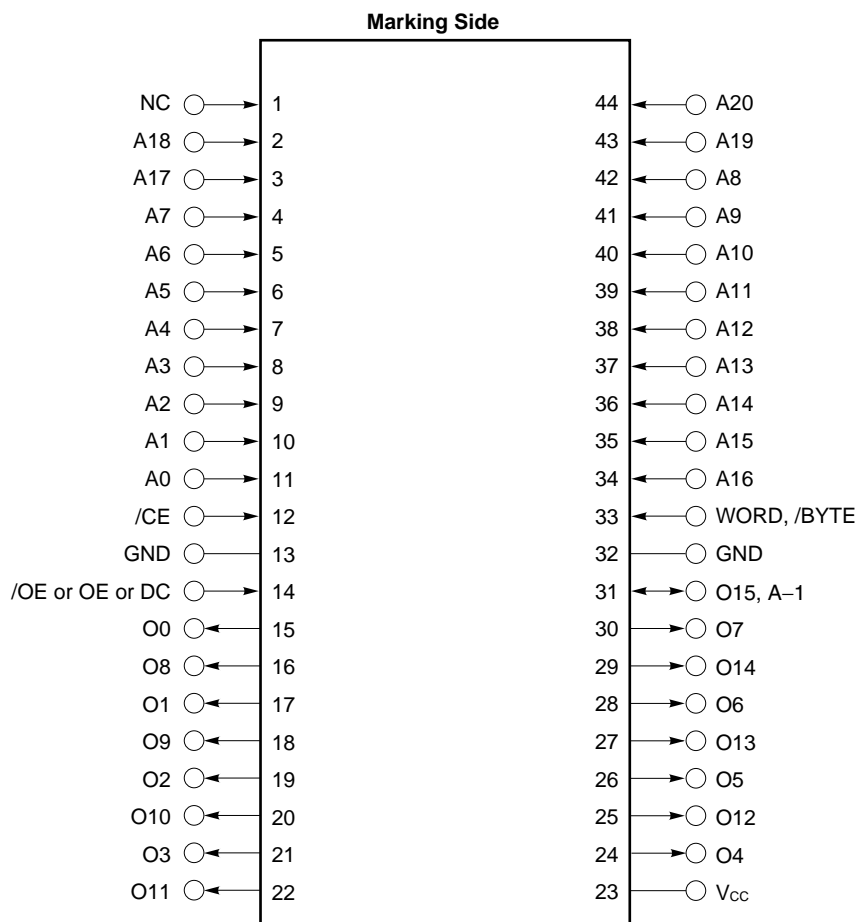 Marking Side
NC 1 44 A20
A18 2 43 A19
A17 3 42 A8
A7 4 41 A9
A6 5 40 A10
A5 6 39 A11
A4 7 38 A12
A3 8 37 A13
A2 9 36 A14
A1 10 35 A15
A0 11 34 A16
/CE 12 33 WORD, /BYTE
GND 13 32 GND
/OE or OE or DC 14 31 O15, A−1
O0 15 30 O7
O8 16 29 O14
O1 17 28 O6
O9 18 27 O13
O2 19 26 O5
O10 20 25 O12
O3 21 24 O4
O11 22 23 VCC